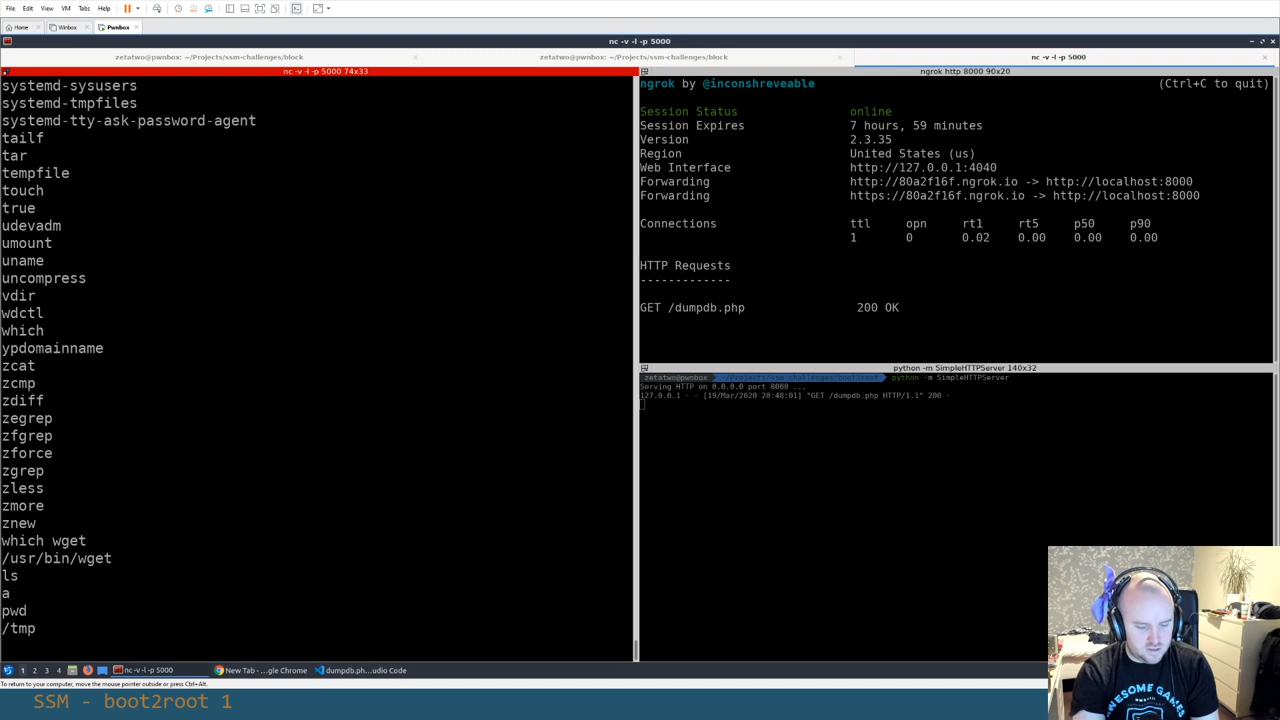 File Edit View VM Tabs Help
Home Winbox Pwnbox
nc -v -l -p 5000
zetatwo@pwnbox: ~/Projects/ssm-challenges/block
zetatwo@pwnbox: ~/Projects/ssm-challenges/block
nc -v -l -p 5000
nc -v -l -p 5000 74x33
systemd-sysusers
systemd-tmpfiles
systemd-tty-ask-password-agent
tailf
tar
tempfile
touch
true
udevadm
umount
uname
uncompress
vdir
wdctl
which
ypdomainname
zcat
zcmp
zdiff
zegrep
zfgrep
zforce
zgrep
zless
zmore
znew
which wget
/usr/bin/wget
ls
a
pwd
/tmp
ngrok http 8000 90x20
ngrok by @inconshreveable (Ctrl+C to quit)
Session Status online
Session Expires 7 hours, 59 minutes
Version 2.3.35
Region United States (us)
Web Interface http://127.0.0.1:4040
Forwarding http://80a2f16f.ngrok.io -> http://localhost:8000
Forwarding https://80a2f16f.ngrok.io -> http://localhost:8000
Connections ttl opn rt1 rt5 p50 p90
1 0 0.02 0.00 0.00 0.00
HTTP Requests
-------------
GET /dumpdb.php 200 OK
python -m SimpleHTTPServer 140x32
zetatwo@pwnbox ~/Projects/ssm-challenges/boot2root python -m SimpleHTTPServer
Serving HTTP on 0.0.0.0 port 8000 ...
127.0.0.1 - - [19/Mar/2020 20:48:01] "GET /dumpdb.php HTTP/1.1" 200 -
1 2 3 4 nc -v -l -p 5000 New Tab - ...gle Chrome dumpdb.ph...udio Code
To return to your computer, move the mouse pointer outside or press Ctrl+Alt.
SSM - boot2root 1
AWESOME GAMES